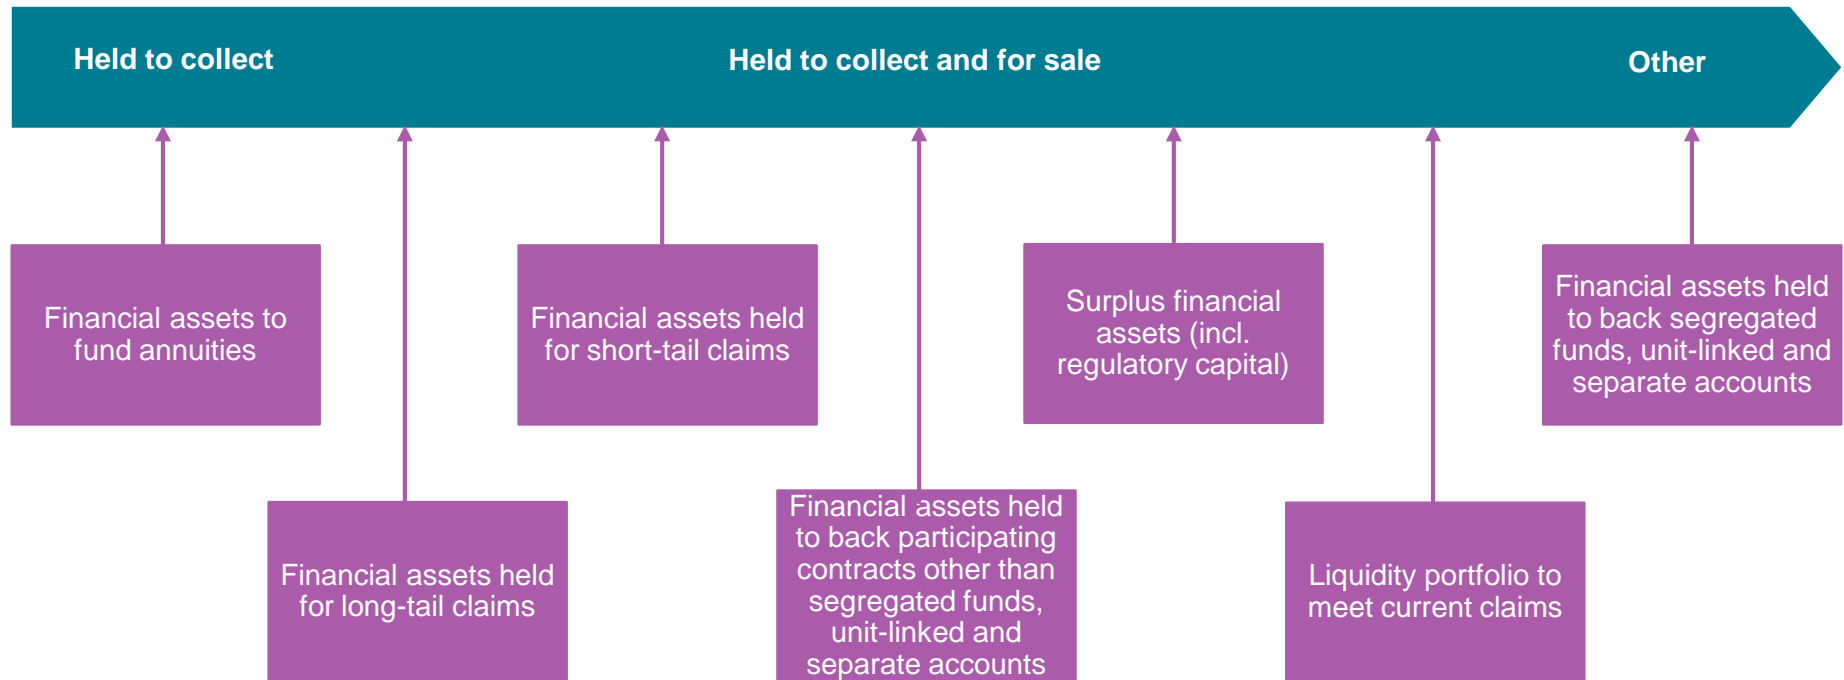 Held to collect
Held to collect and for sale
Other
Financial assets to
fund annuities
Financial assets held
for short-tail claims
Surplus financial
assets (incl.
regulatory capital)
Financial assets held
to back segregated
funds, unit-linked and
separate accounts
Financial assets held
for long-tail claims
Financial assets held
to back participating
contracts other than
segregated funds,
unit-linked and
separate accounts
Liquidity portfolio to
meet current claims